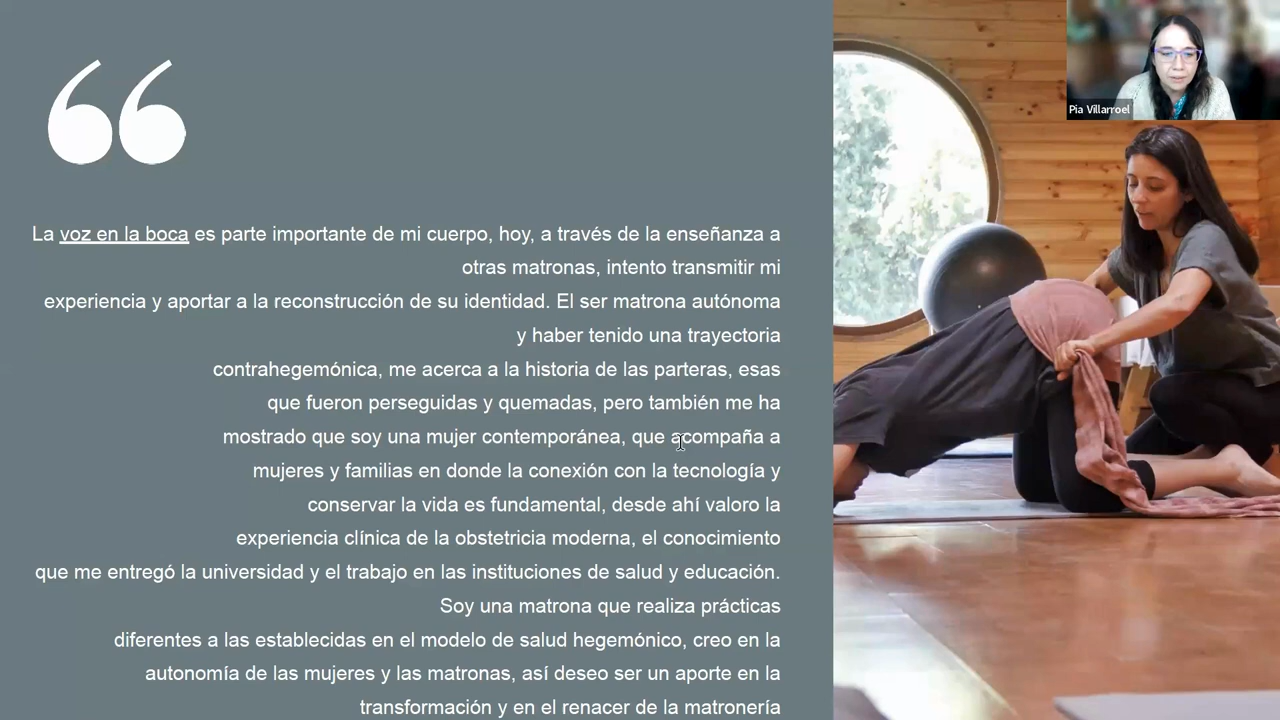 “
La voz en la boca es parte importante de mi cuerpo, hoy, a través de la enseñanza a
otras matronas, intento transmitir mi
experiencia y aportar a la reconstrucción de su identidad. El ser matrona autónoma
y haber tenido una trayectoria
contrahegemónica, me acerca a la historia de las parteras, esas
que fueron perseguidas y quemadas, pero también me ha
mostrado que soy una mujer contemporánea, que acompaña a
mujeres y familias en donde la conexión con la tecnología y
conservar la vida es fundamental, desde ahí valoro la
experiencia clínica de la obstetricia moderna, el conocimiento
que me entregó la universidad y el trabajo en las instituciones de salud y educación.
Soy una matrona que realiza prácticas
diferentes a las establecidas en el modelo de salud hegemónico, creo en la
autonomía de las mujeres y las matronas, así deseo ser un aporte en la
transformación y en el renacer de la matronería
Pia Villarroel